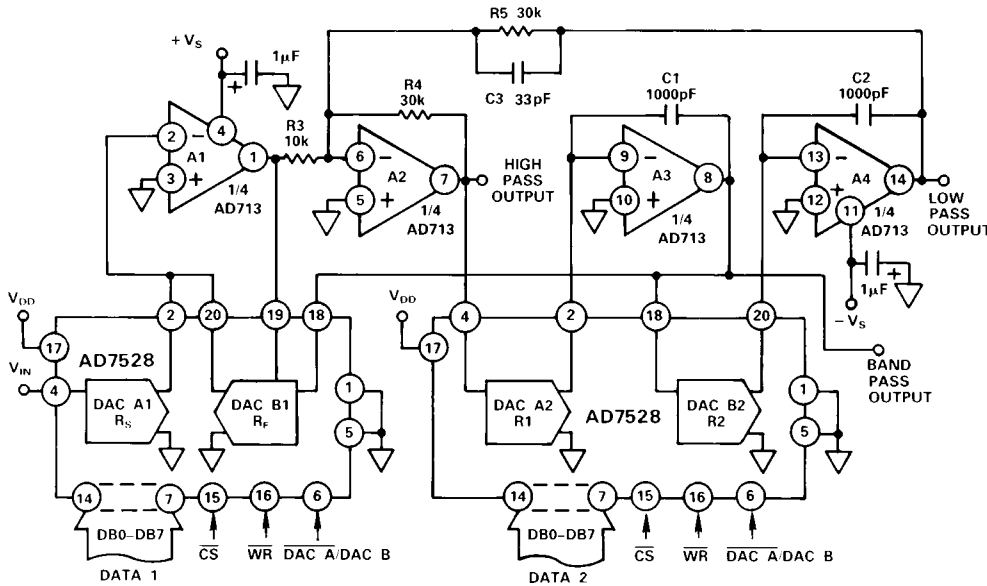 R5 30k
+VS
1µF
+
C3 33pF
C1
1000pF
C2
1000pF
R4
30k
R3
10k
4
2 −
A1
1
3 +
1/4
AD713
6 −
A2
7
5 +
1/4
AD713
HIGH
PASS
OUTPUT
9 −
A3
8
10 +
1/4
AD713
13 −
A4
14
12 +
11 1/4
AD713
LOW
PASS
OUTPUT
1µF
+
−VS
VDD
17
2
20
19
18
VDD
17
4
2
18
20
BAND
PASS
OUTPUT
AD7528
VIN
4
DAC A1
RS
DAC B1
RF
1
5
DAC A2
R1
AD7528
DAC B2
R2
1
5
14
7
15
16
6
14
7
15
16
6
DB0–DB7
CS
WR
DAC A/DAC B
DB0–DB7
CS
WR
DAC A/DAC B
DATA 1
DATA 2